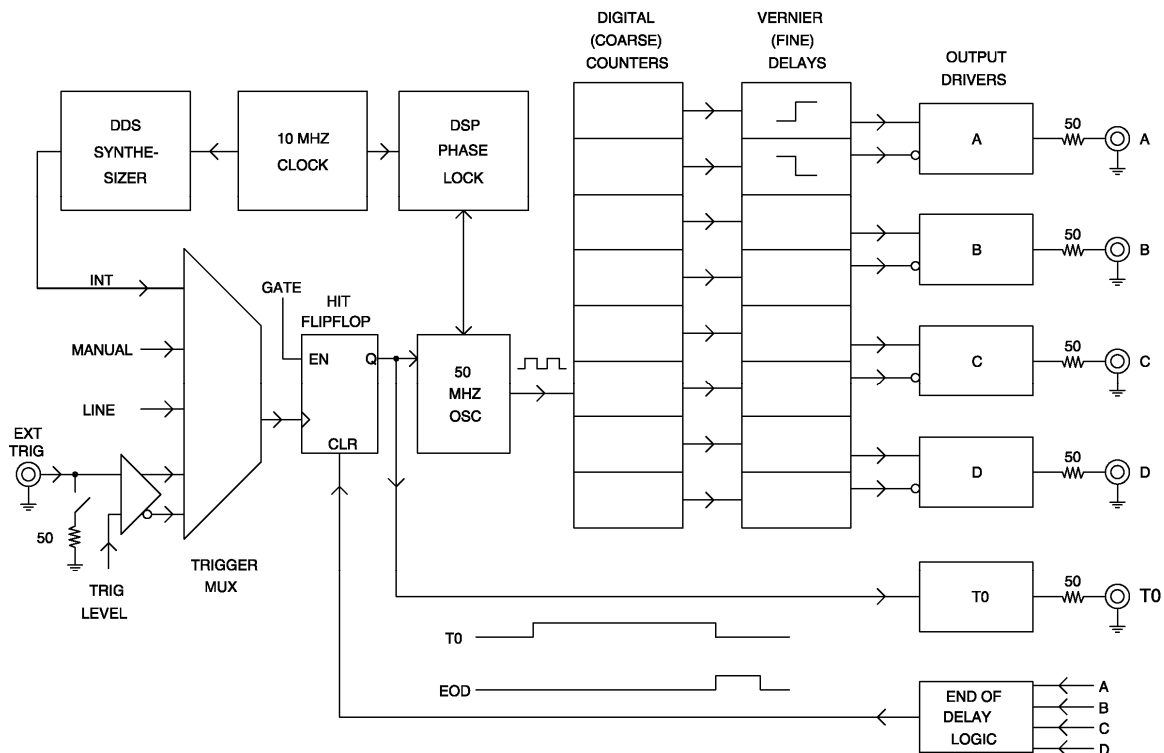 DIGITAL
(COARSE)
COUNTERS
VERNIER
(FINE)
DELAYS
OUTPUT
DRIVERS
DDS
SYNTHE-
SIZER
10 MHZ
CLOCK
DSP
PHASE
LOCK
A
50
A
INT
MANUAL
LINE
EXT
TRIG
50
TRIG
LEVEL
TRIGGER
MUX
GATE
HIT
FLIPFLOP
EN
Q
CLR
50
MHZ
OSC
B
50
B
C
50
C
D
50
D
T0
50
T0
T0
EOD
END OF
DELAY
LOGIC
A
B
C
D